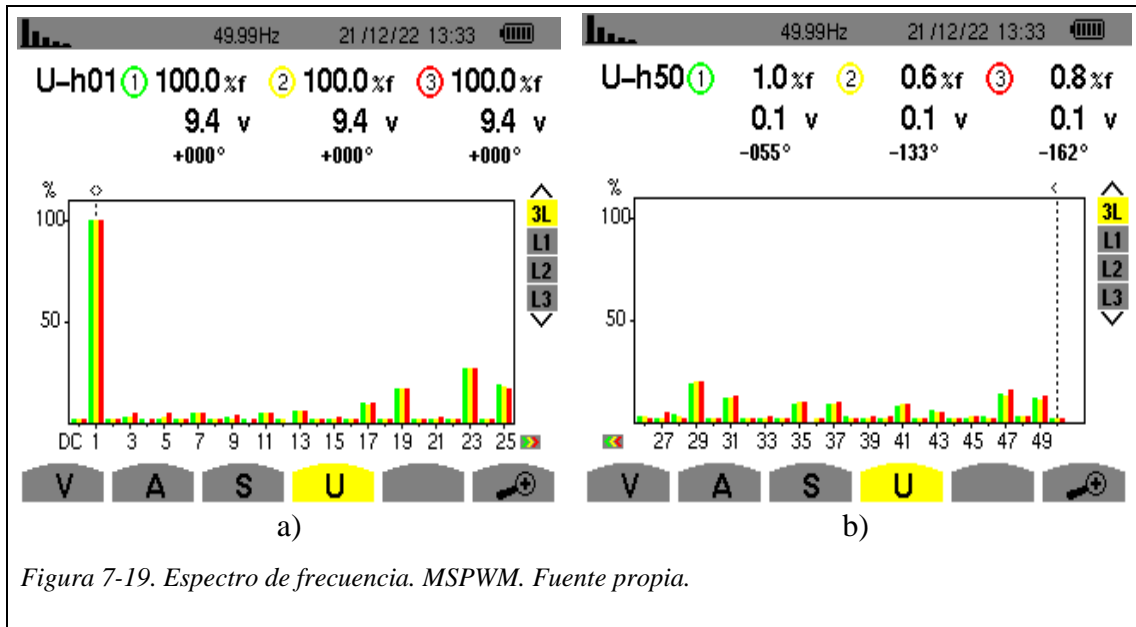 49.99Hz 21/12/22 13:33
U-h01 1 100.0 %f 2 100.0 %f 3 100.0 %f
9.4 v 9.4 v 9.4 v
+000° +000° +000°
%
100
50
3L
L1
L2
L3
DC 1 3 5 7 9 11 13 15 17 19 21 23 25
V A S U
a)
49.99Hz 21/12/22 13:33
U-h50 1 1.0 %f 2 0.6 %f 3 0.8 %f
0.1 v 0.1 v 0.1 v
-055° -133° -162°
%
100
50
3L
L1
L2
L3
27 29 31 33 35 37 39 41 43 45 47 49
V A S U
b)
Figura 7-19. Espectro de frecuencia. MSPWM. Fuente propia.